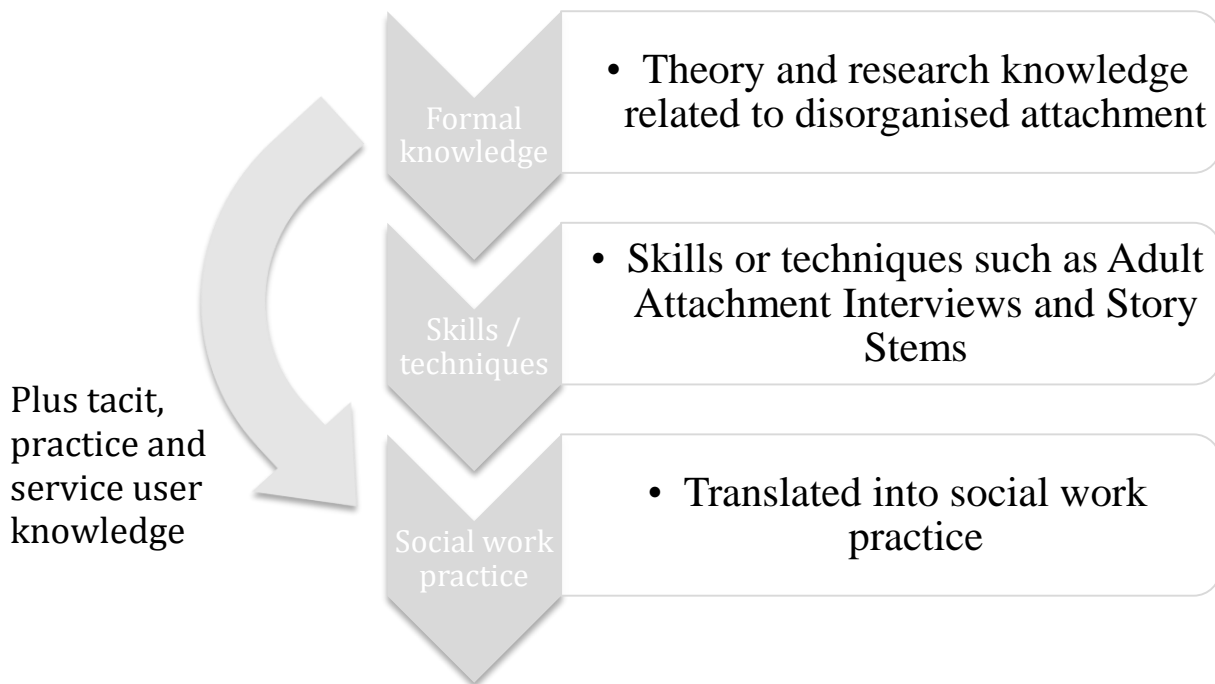 Formal
knowledge
• Theory and research knowledge
related to disorganised attachment
Skills /
techniques
• Skills or techniques such as Adult
Attachment Interviews and Story
Stems
Plus tacit,
practice and
service user
knowledge
Social work
practice
• Translated into social work
practice